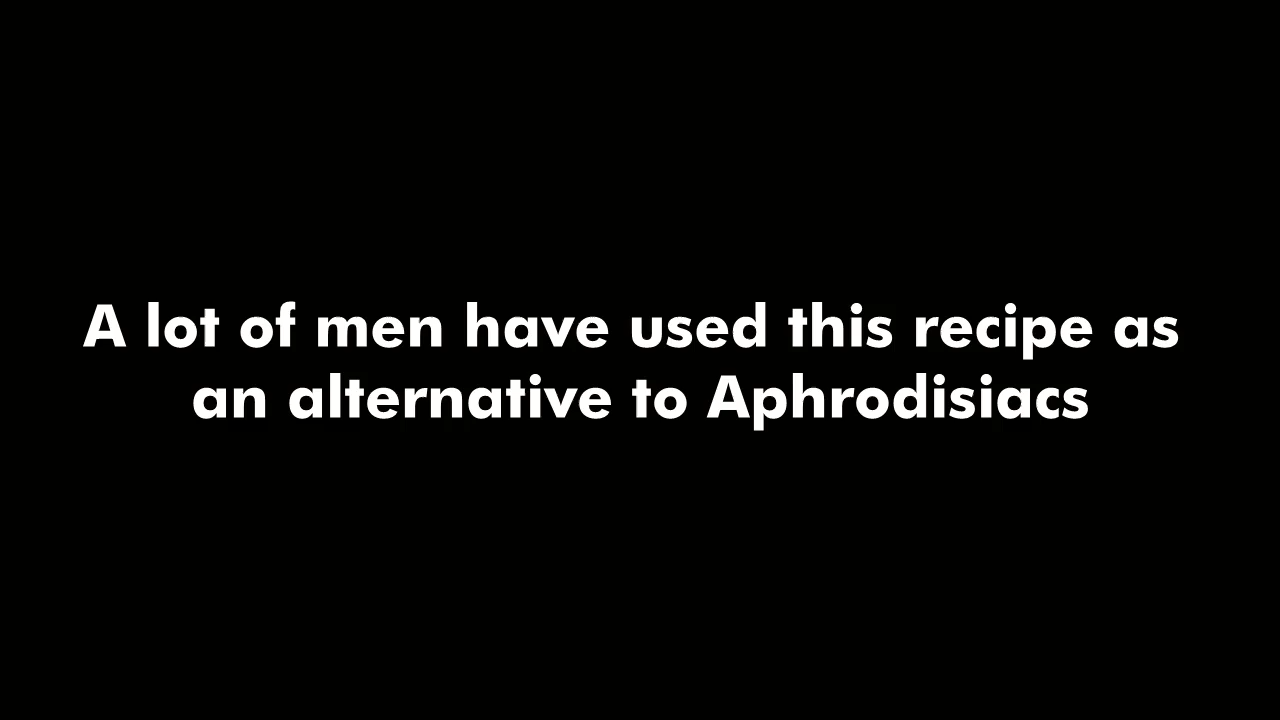 A lot of men have used this recipe as
an alternative to Aphrodisiacs